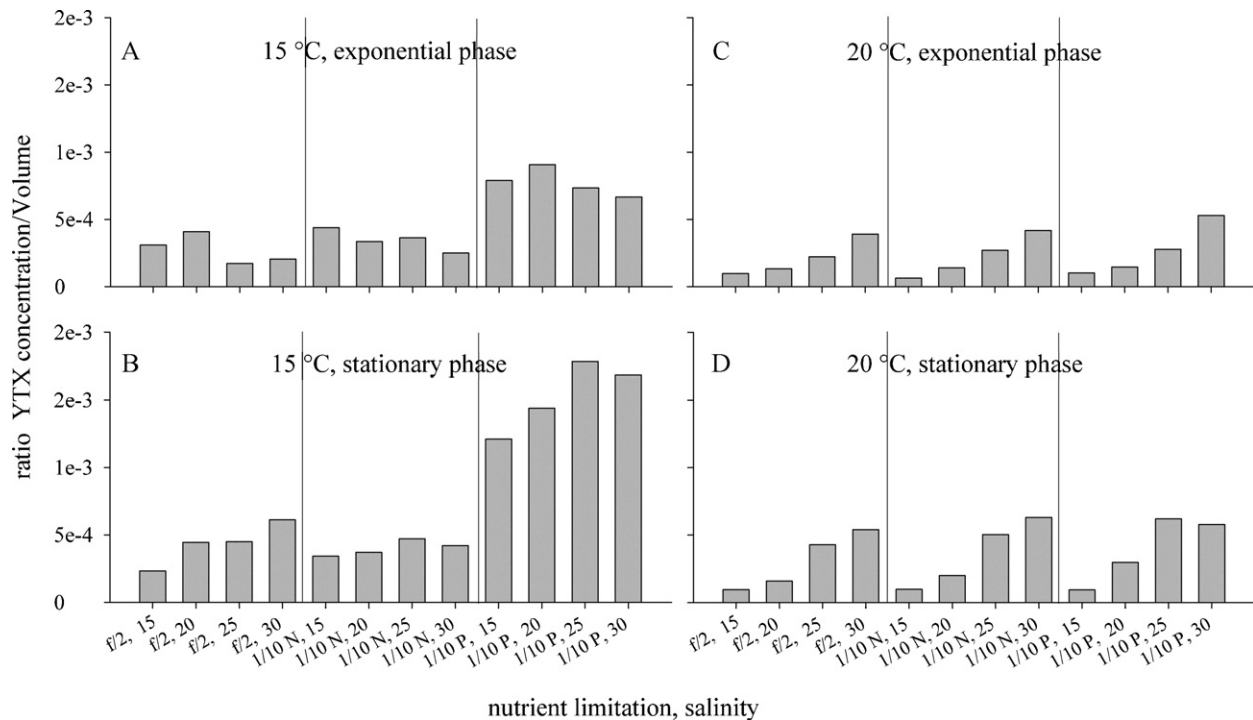 A
15 °C, exponential phase
2e-3
2e-3
1e-3
5e-4
0
C
20 °C, exponential phase
B
15 °C, stationary phase
2e-3
2e-3
1e-3
5e-4
0
D
20 °C, stationary phase
ratio YTX concentration/Volume
f/2, 15
f/2, 20
f/2, 25
f/2, 30
1/10 N, 15
1/10 N, 20
1/10 N, 25
1/10 N, 30
1/10 P, 15
1/10 P, 20
1/10 P, 25
1/10 P, 30
f/2, 15
f/2, 20
f/2, 25
f/2, 30
1/10 N, 15
1/10 N, 20
1/10 N, 25
1/10 N, 30
1/10 P, 15
1/10 P, 20
1/10 P, 25
1/10 P, 30
nutrient limitation, salinity